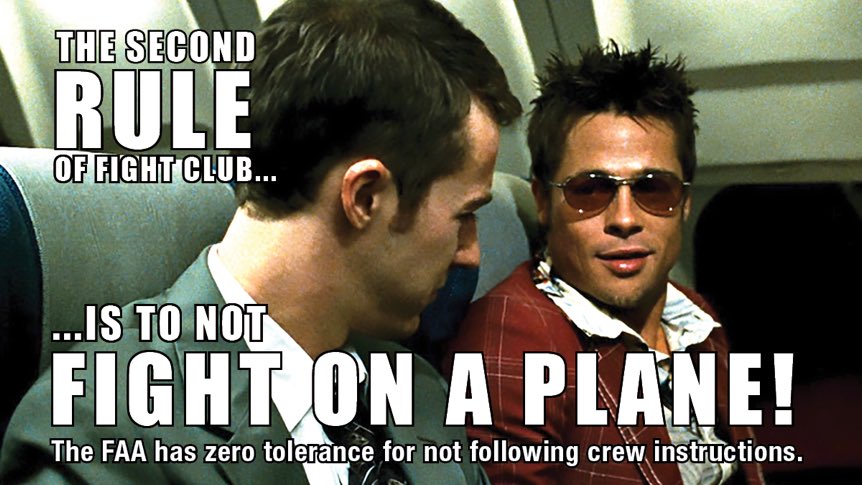 THE SECOND
RULE
OF FIGHT CLUB...
...IS TO NOT
FIGHT ON A PLANE!
The FAA has zero tolerance for not following crew instructions.